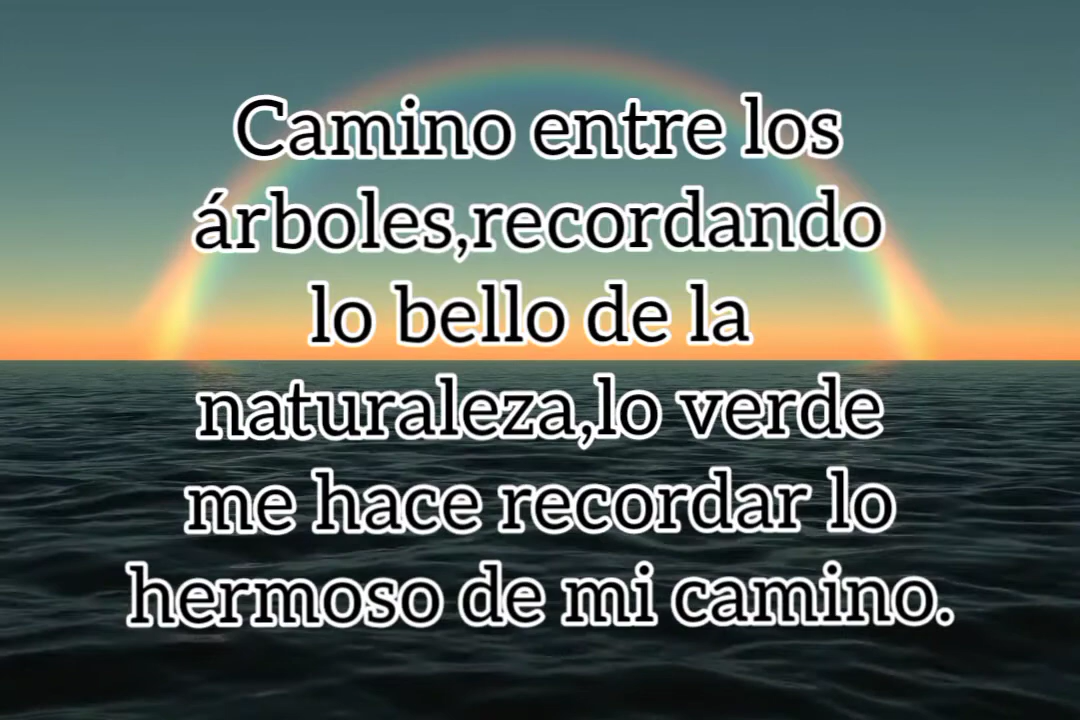 Camino entre los
árboles,recordando
lo bello de la
naturaleza,lo verde
me hace recordar lo
hermoso de mi camino.